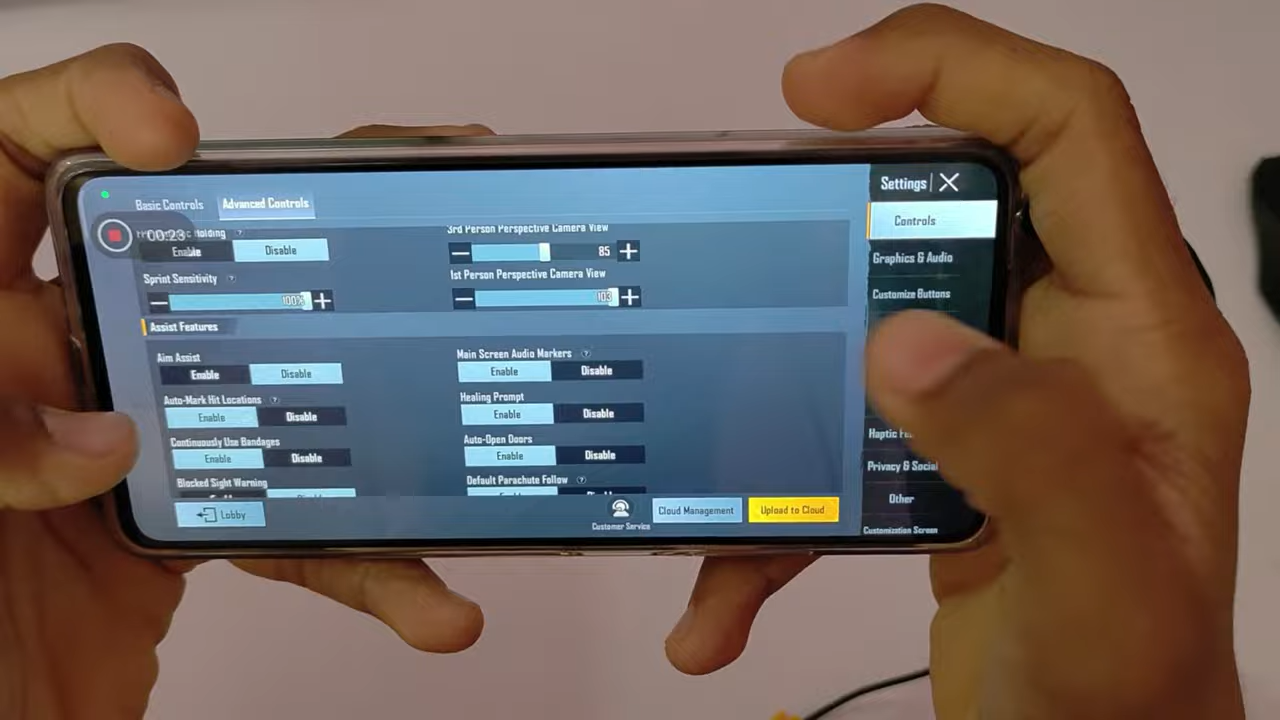 Basic Controls
Advanced Controls
Settings
Controls
Graphics & Audio
Customize Buttons
Haptic
Privacy & Social
Other
Customization Screen
00:23
Holding
Enable Disable
Sprint Sensitivity ?
100%
3rd Person Perspective Camera View
85
1st Person Perspective Camera View
103
Assist Features
Aim Assist
Enable Disable
Auto-Mark Hit Locations ?
Enable Disable
Continuously Use Bandages
Enable Disable
Blocked Sight Warning
Main Screen Audio Markers ?
Enable Disable
Healing Prompt
Enable Disable
Auto-Open Doors
Enable Disable
Default Parachute Follow ?
Lobby
Customer Service
Cloud Management
Upload to Cloud